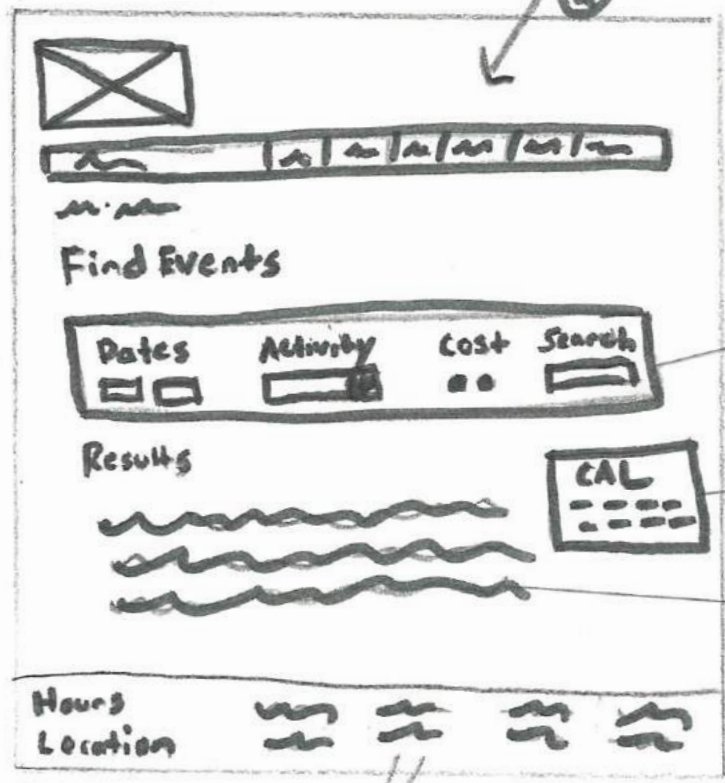 Find Events
Dates Activity Cost Search
Results
CAL
Hours
Location